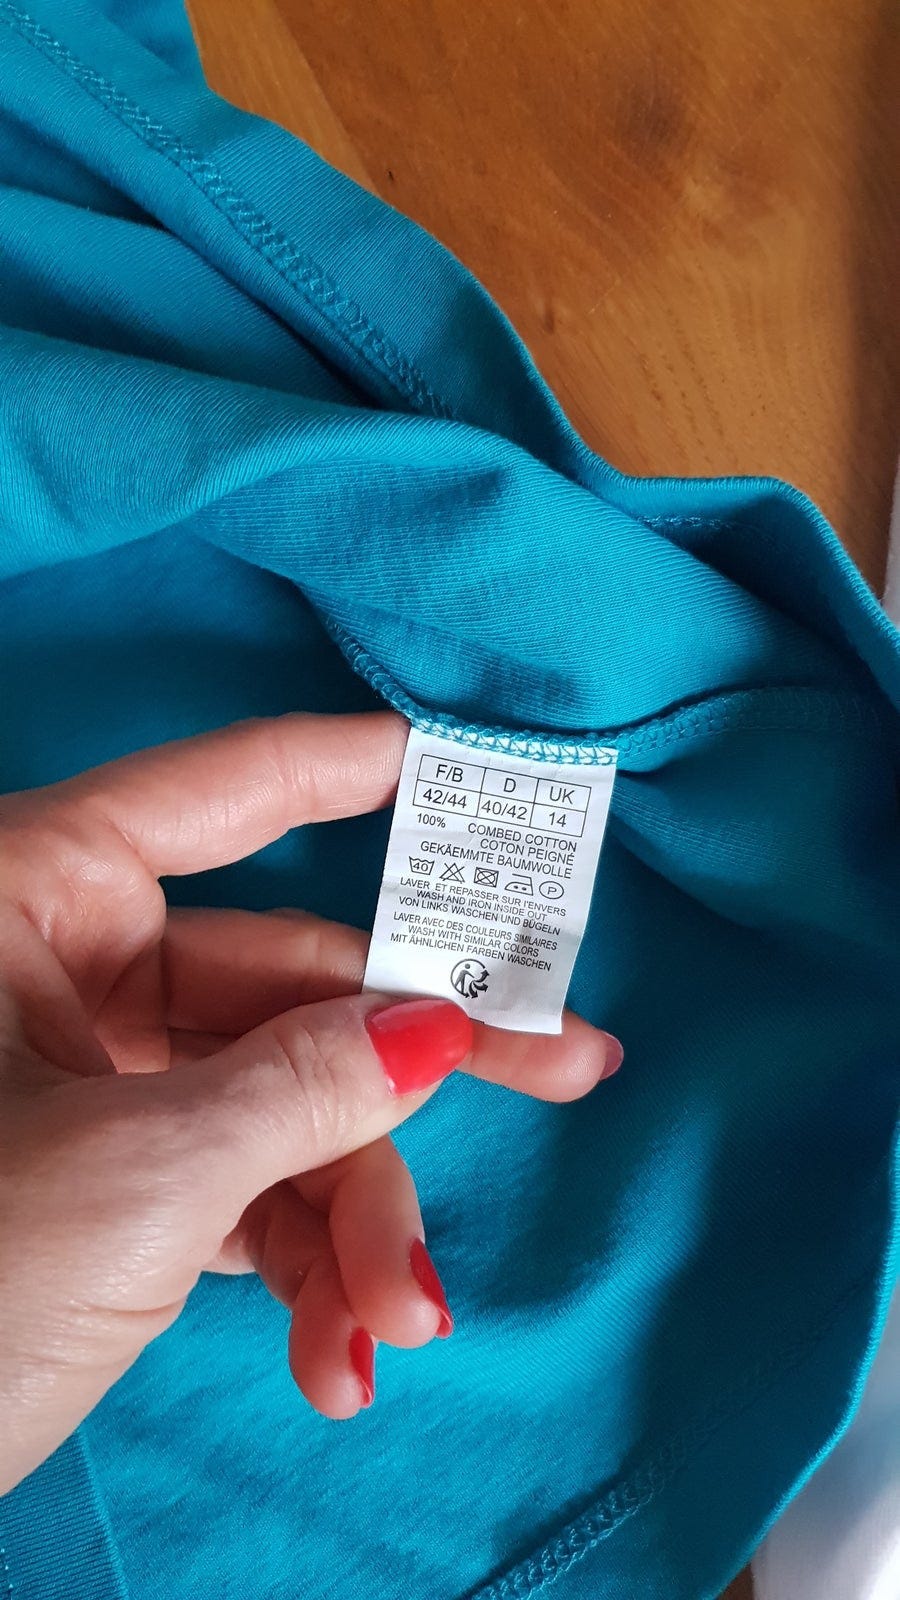 F/B D UK
42/44 40/42 14
100% COMBED COTTON
COTON PEIGNÉ
GEKÄEMMTE BAUMWOLLE
40 P
LAVER ET REPASSER SUR l'ENVERS
WASH AND IRON INSIDE OUT
VON LINKS WASCHEN UND BÜGELN
LAVER AVEC DES COULEURS SIMILAIRES
WASH WITH SIMILAR COLORS
MIT ÄHNLICHEN FARBEN WASCHEN